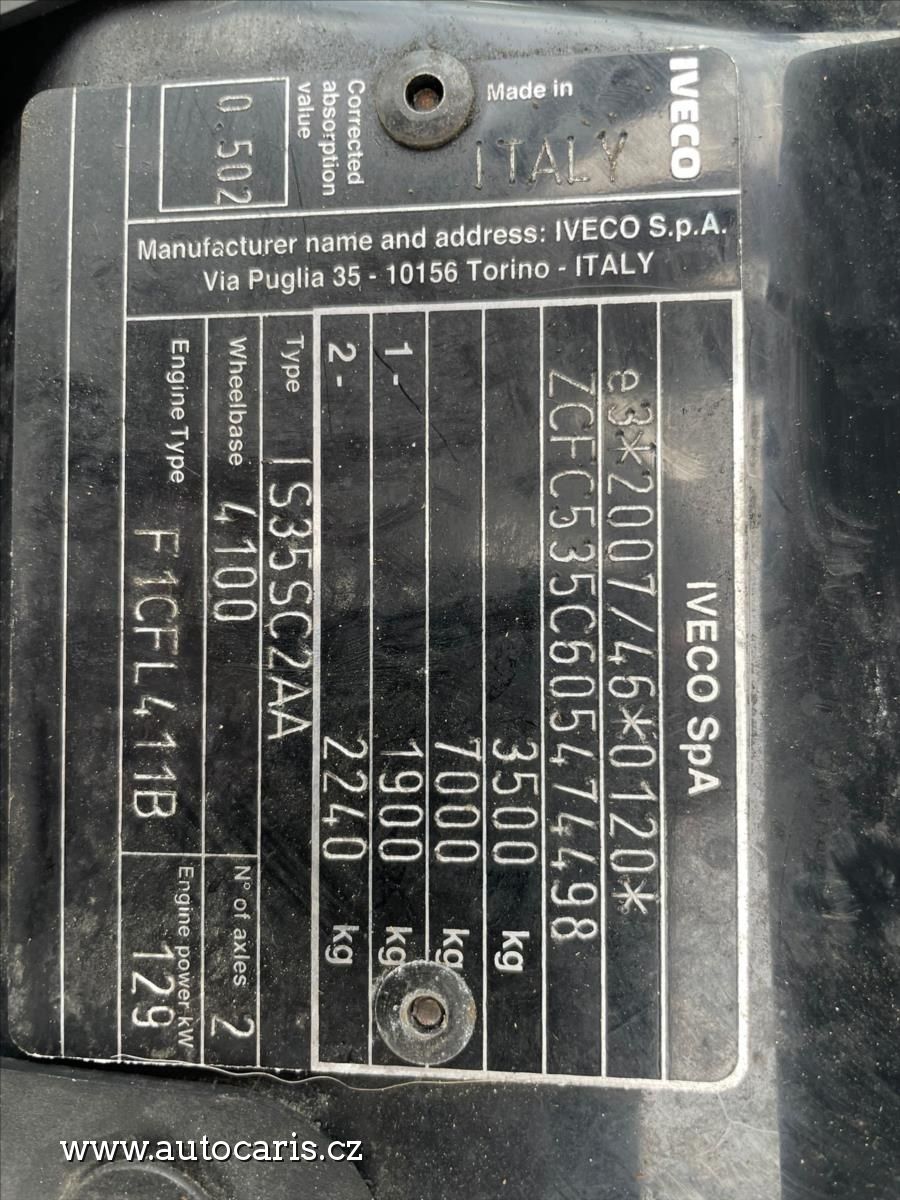 IVECO
Made in
ITALY
Corrected
absorption
value
0.502
Manufacturer name and address: IVECO S.p.A.
Via Puglia 35 - 10156 Torino - ITALY
IVECO SpA
e3*2007/46*0120*
ZCFC535C605474498
3500 kg
7000 kg
1- 1900 kg
2- 2240 kg
Type IS35SC2AA
Wheelbase 4100 N° of axles 2
Engine Type F1CFL411B Engine power kW 129
www.autocaris.cz